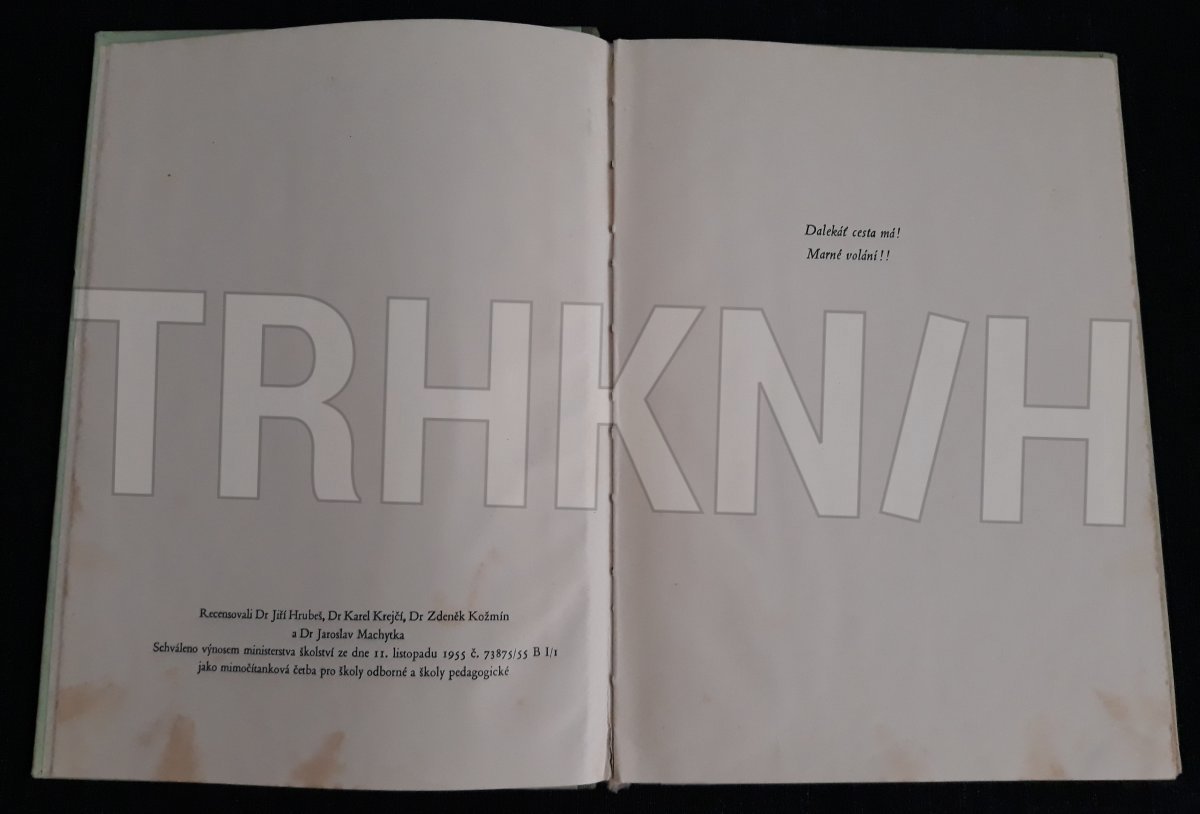 Recensovali Dr Jiří Hrubeš, Dr Karel Krejčí, Dr Zdeněk Kožmín
a Dr Jaroslav Machytka
Schváleno výnosem ministerstva školství ze dne 11. listopadu 1955 č. 73875/55 B I/1
jako mimočítanková četba pro školy odborné a školy pedagogické
Dalekáť cesta má!
Marné volání!!
TRHKN/H